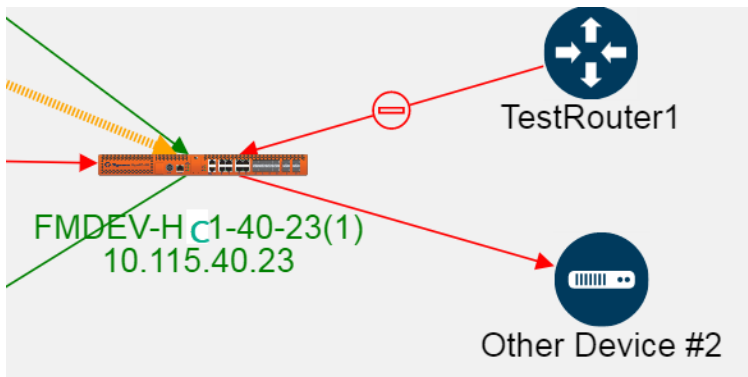 TestRouter1
FMDEV-H c1-40-23(1)
10.115.40.23
Other Device #2